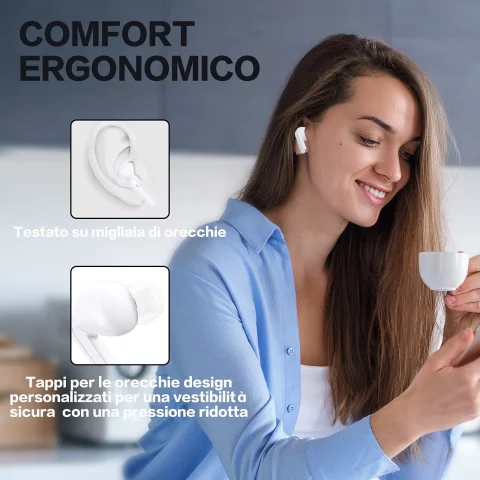 COMFORT
ERGONOMICO
Testato su migliaia di orecchie
Tappi per le orecchie design
personalizzati per una vestibilità
sicura con una pressione ridotta